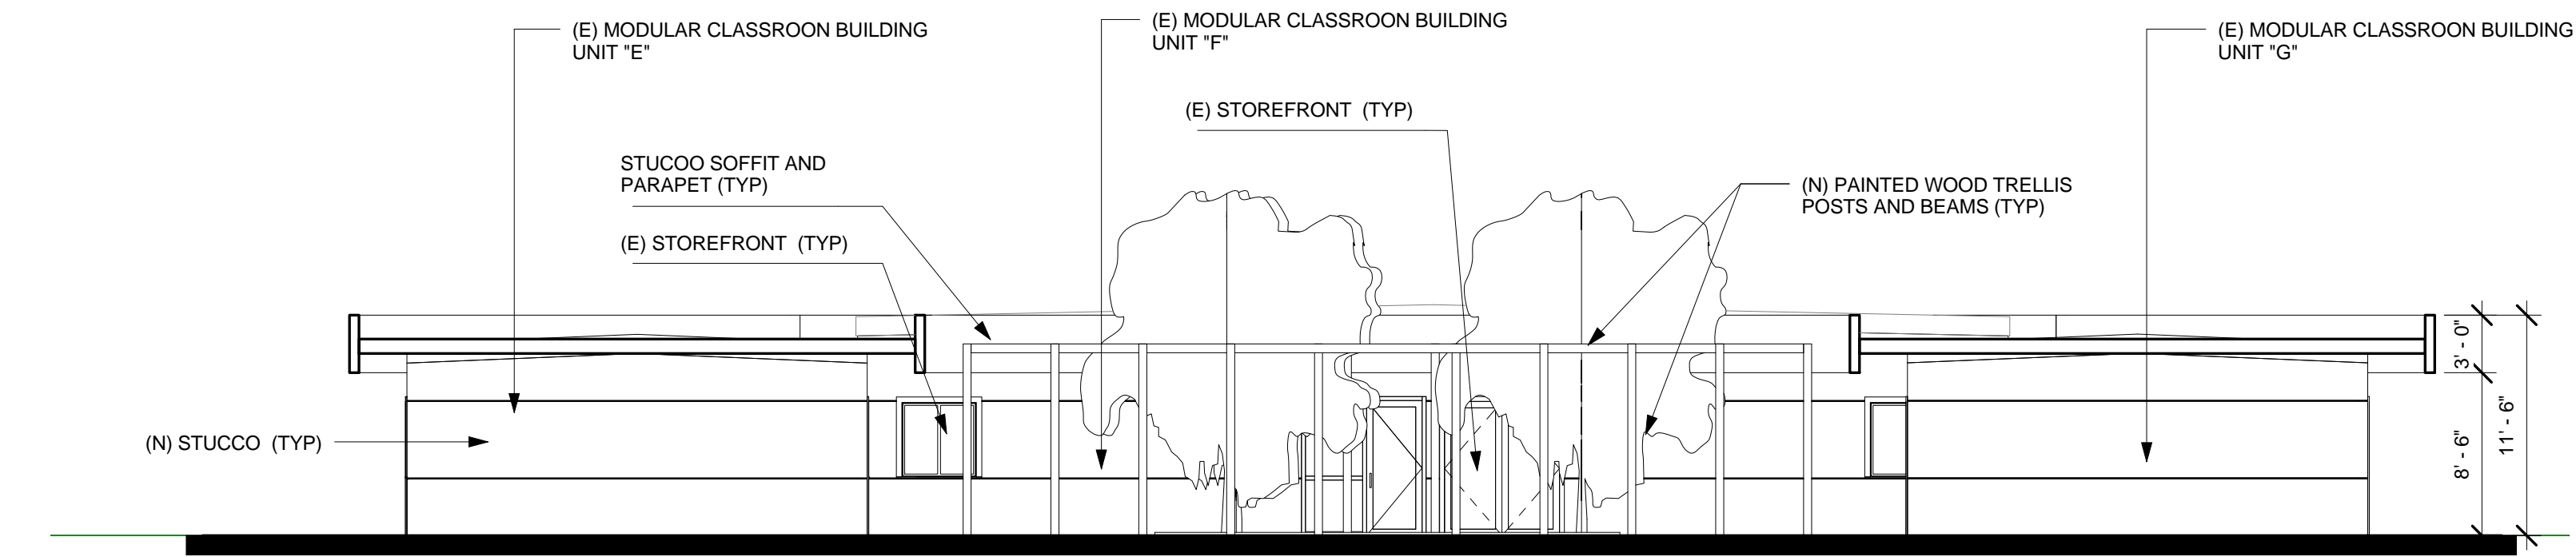 (E) MODULAR CLASSROON BUILDING
UNIT "E"
(E) MODULAR CLASSROON BUILDING
UNIT "F"
(E) MODULAR CLASSROON BUILDING
UNIT "G"
(E) STOREFRONT (TYP)
STUCOO SOFFIT AND
PARAPET (TYP)
(N) PAINTED WOOD TRELLIS
POSTS AND BEAMS (TYP)
(E) STOREFRONT (TYP)
(N) STUCCO (TYP)
3' - 0"
8' - 6"
11' - 6"